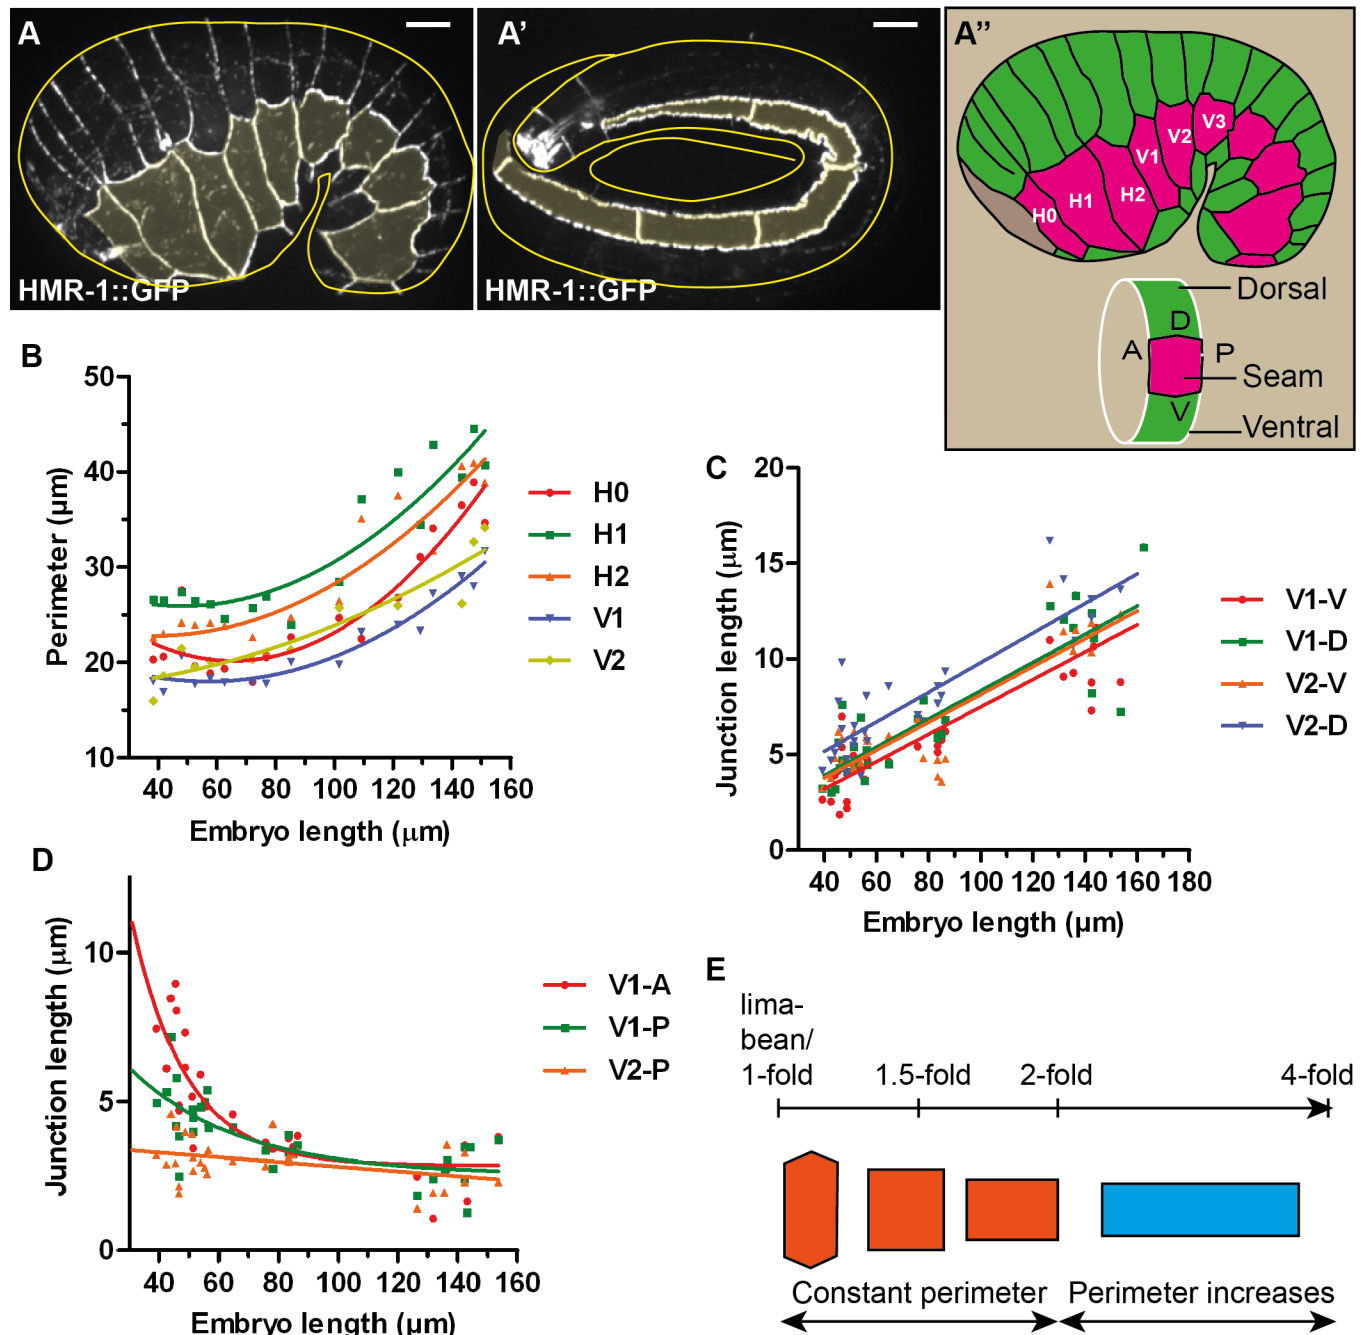 A
HMR-1::GFP
A'
HMR-1::GFP
A''
H0
H1
H2
V1
V2
V3
Dorsal
D
A
P
Seam
V
Ventral
B
Perimeter (µm)
50
40
30
20
10
40 60 80 100 120 140 160
Embryo length (µm)
H0
H1
H2
V1
V2
C
Junction length (µm)
20
15
10
5
0
40 60 80 100 120 140 160 180
Embryo length (µm)
V1-V
V1-D
V2-V
V2-D
D
Junction length (µm)
10
5
0
40 60 80 100 120 140 160
Embryo length (µm)
V1-A
V1-P
V2-P
E
lima-
bean/
1-fold 1.5-fold 2-fold 4-fold
Constant perimeter Perimeter increases